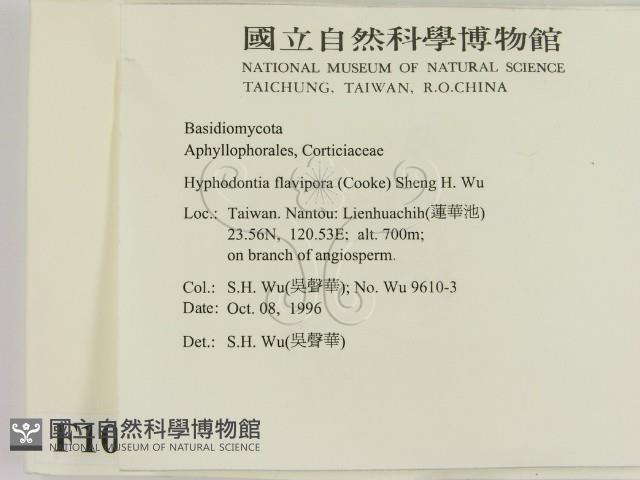 國立自然科學博物館
NATIONAL MUSEUM OF NATURAL SCIENCE
TAICHUNG, TAIWAN, R.O.CHINA
Basidiomycota
Aphyllophorales, Corticiaceae
Hyphodontia flavipora (Cooke) Sheng H. Wu
Loc.: Taiwan. Nantou: Lienhuachih(蓮華池)
23.56N, 120.53E; alt. 700m;
on branch of angiosperm.
Col.: S.H. Wu(吳聲華); No. Wu 9610-3
Date: Oct. 08, 1996
Det.: S.H. Wu(吳聲華)
國立自然科學博物館
NATIONAL MUSEUM OF NATURAL SCIENCE
F10